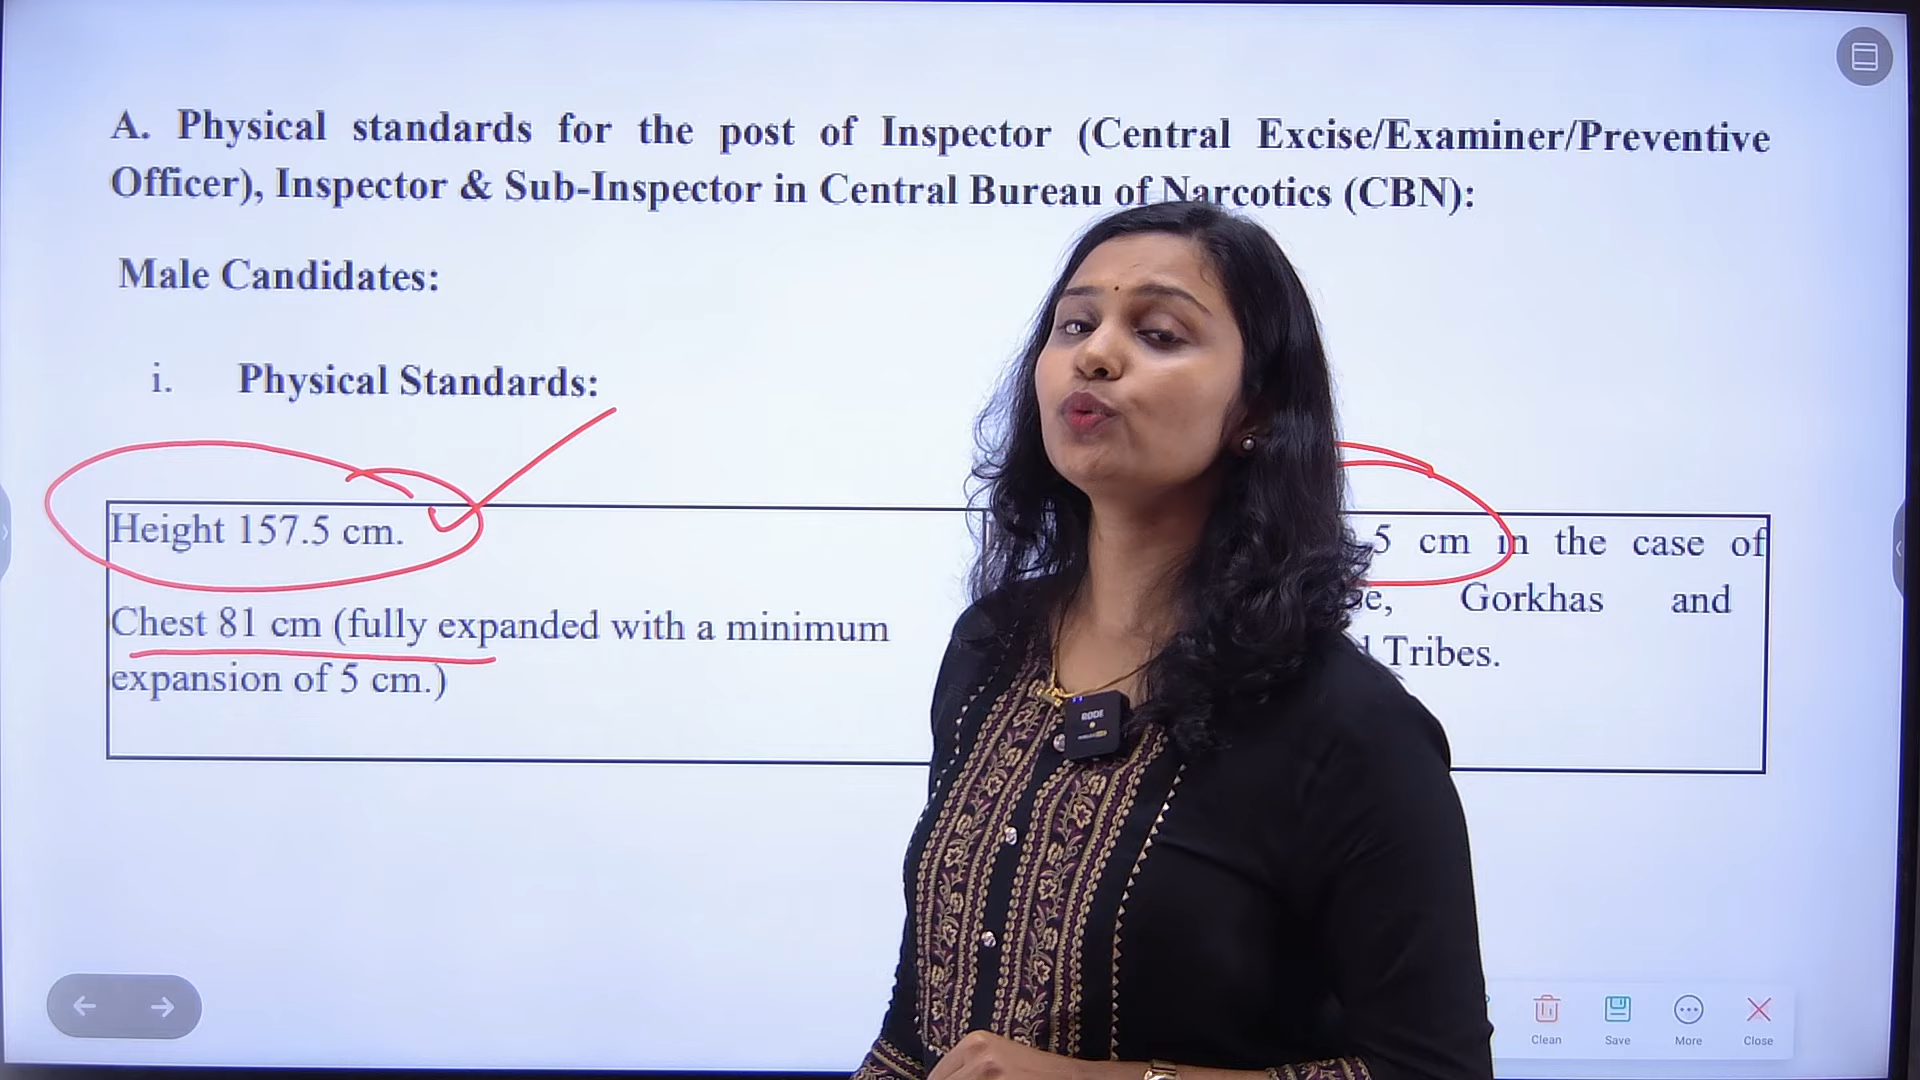 A. Physical standards for the post of Inspector (Central Excise/Examiner/Preventive
Officer), Inspector & Sub-Inspector in Central Bureau of Narcotics (CBN):
Male Candidates:
i. Physical Standards:
Height 157.5 cm.
Chest 81 cm (fully expanded with a minimum
expansion of 5 cm.)
5 cm in the case of
Gorkhas and
Tribes.
RØDE
Clean
Save
More
Close